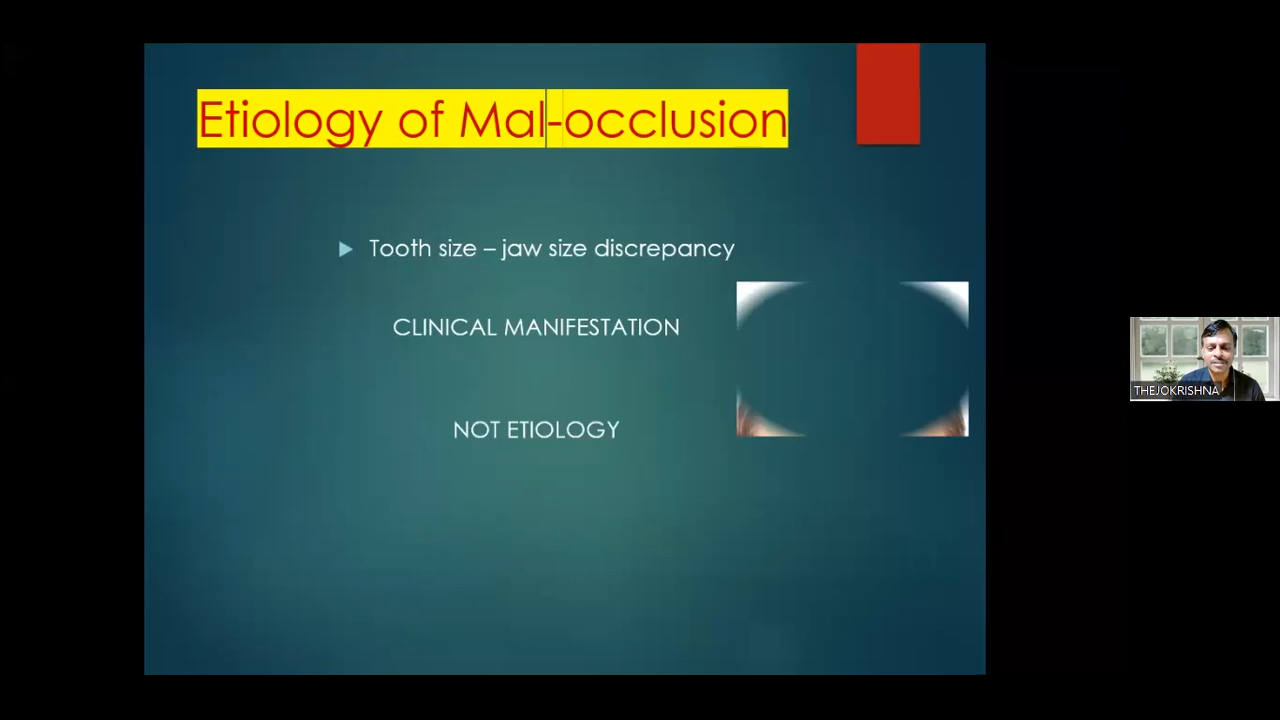 Etiology of Mal-occlusion
Tooth size – jaw size discrepancy
CLINICAL MANIFESTATION
NOT ETIOLOGY
THEJOKRISHNA